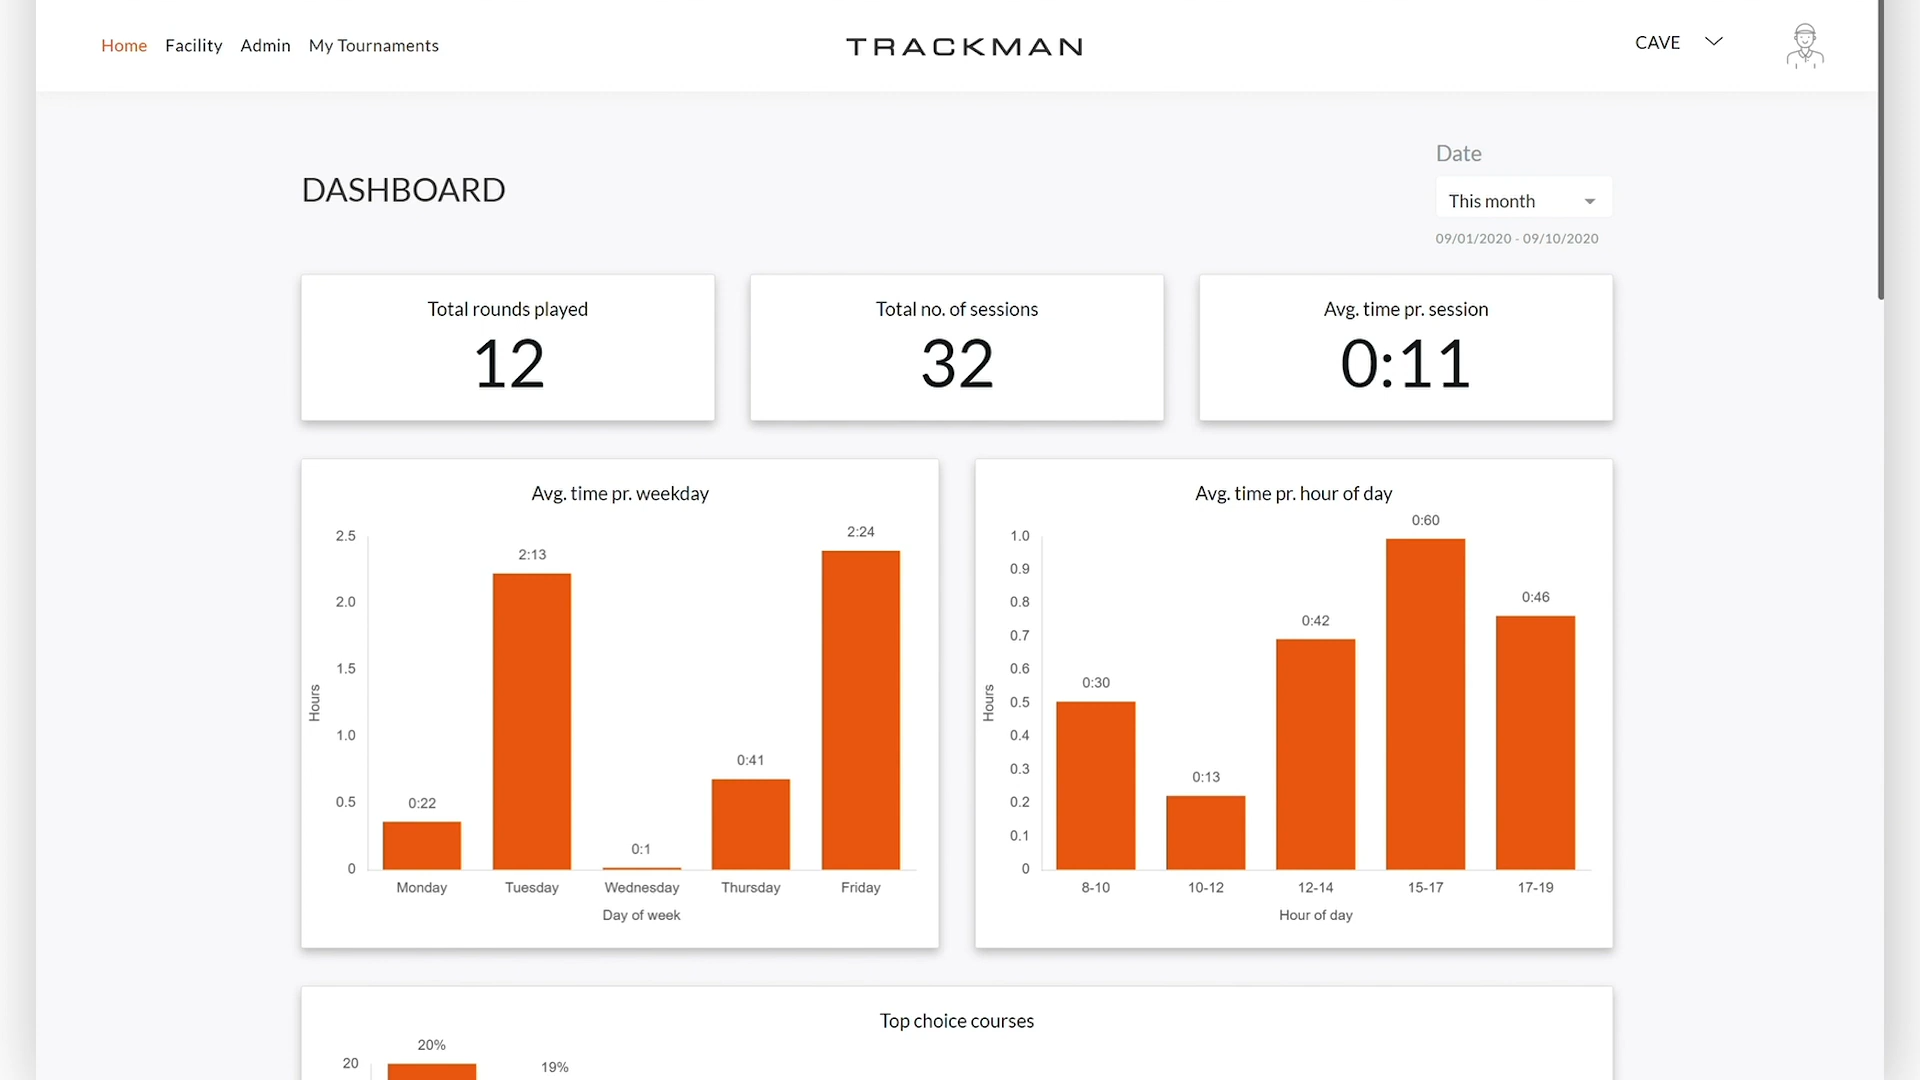 Home Facility Admin My Tournaments
TRACKMAN
CAVE
DASHBOARD
Date
This month
09/01/2020 - 09/10/2020
Total rounds played
12
Total no. of sessions
32
Avg. time pr. session
0:11
Avg. time pr. weekday
2.5
2.0
1.5
1.0
0.5
0
Hours
0:22
2:13
0:1
0:41
2:24
Monday Tuesday Wednesday Thursday Friday
Day of week
Avg. time pr. hour of day
1.0
0.9
0.8
0.7
0.6
0.5
0.4
0.3
0.2
0.1
0
Hours
0:30
0:13
0:42
0:60
0:46
8-10 10-12 12-14 15-17 17-19
Hour of day
Top choice courses
20
20%
19%